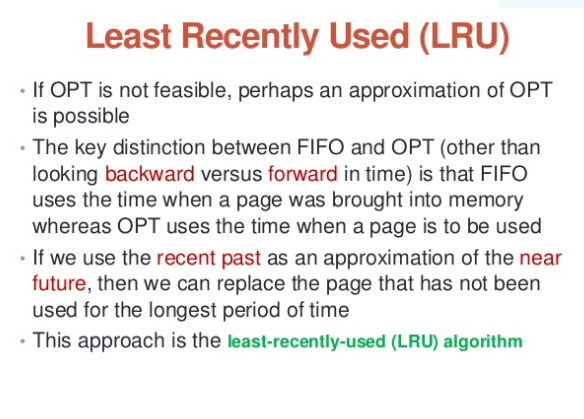 Least Recently Used (LRU)
• If OPT is not feasible, perhaps an approximation of OPT
is possible
• The key distinction between FIFO and OPT (other than
looking backward versus forward in time) is that FIFO
uses the time when a page was brought into memory
whereas OPT uses the time when a page is to be used
• If we use the recent past as an approximation of the near
future, then we can replace the page that has not been
used for the longest period of time
• This approach is the least-recently-used (LRU) algorithm